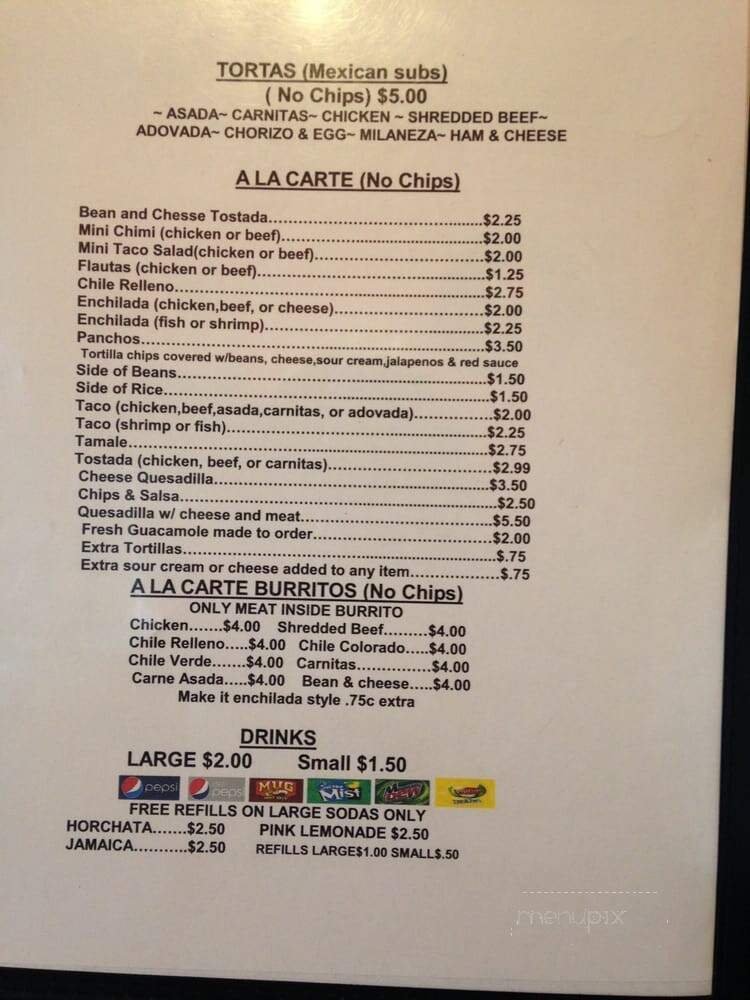 TORTAS (Mexican subs)
( No Chips) $5.00
~ ASADA~ CARNITAS~ CHICKEN ~ SHREDDED BEEF~
ADOVADA~ CHORIZO & EGG~ MILANEZA~ HAM & CHEESE
A LA CARTE (No Chips)
Bean and Chesse Tostada.....................................$2.25
Mini Chimi (chicken or beef)...................................$2.00
Mini Taco Salad(chicken or beef).............................$2.00
Flautas (chicken or beef).......................................$1.25
Chile Relleno.....................................................$2.75
Enchilada (chicken,beef, or cheese).........................$2.00
Enchilada (fish or shrimp).....................................$2.25
Panchos...........................................................$3.50
Tortilla chips covered w/beans, cheese,sour cream,jalapenos & red sauce
Side of Beans....................................................$1.50
Side of Rice......................................................$1.50
Taco (chicken,beef,asada,carnitas, or adovada)..............$2.00
Taco (shrimp or fish)...........................................$2.25
Tamale............................................................$2.75
Tostada (chicken, beef, or carnitas)...........................$2.99
Cheese Quesadilla...............................................$3.50
Chips & Salsa.....................................................$2.50
Quesadilla w/ cheese and meat.................................$5.50
Fresh Guacamole made to order...............................$2.00
Extra Tortillas....................................................$.75
Extra sour cream or cheese added to any item..................$.75
A LA CARTE BURRITOS (No Chips)
ONLY MEAT INSIDE BURRITO
Chicken.......$4.00 Shredded Beef.........$4.00
Chile Relleno.....$4.00 Chile Colorado.....$4.00
Chile Verde.......$4.00 Carnitas..............$4.00
Carne Asada.....$4.00 Bean & cheese.....$4.00
Make it enchilada style .75c extra
DRINKS
LARGE $2.00 Small $1.50
pepsi pepsi MUG Mist Dew
FREE REFILLS ON LARGE SODAS ONLY
HORCHATA.......$2.50 PINK LEMONADE $2.50
JAMAICA...........$2.50 REFILLS LARGE$1.00 SMALL$.50
menupix